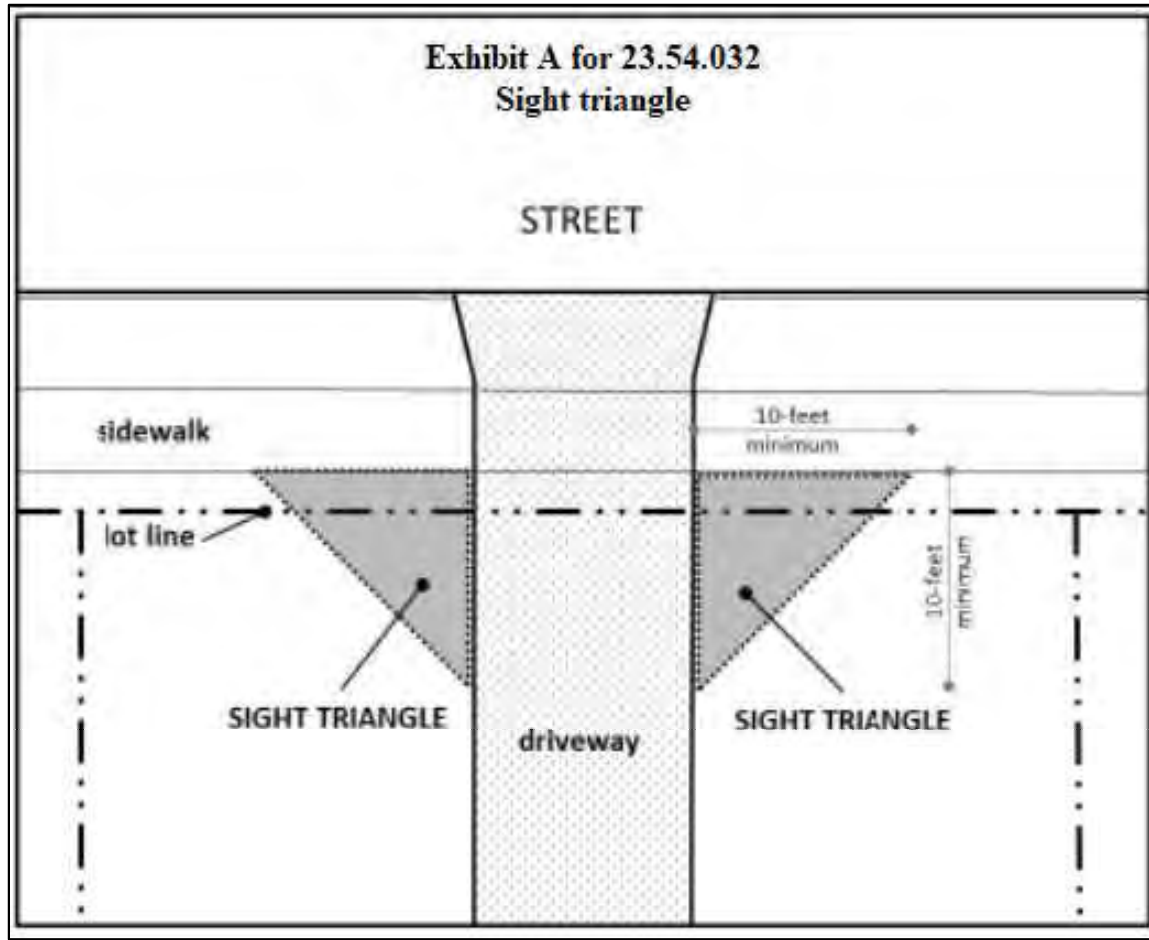 Exhibit A for 23.54.032
Sight triangle
STREET
sidewalk
10-feet
minimum
lot line
10-feet
minimum
SIGHT TRIANGLE
SIGHT TRIANGLE
driveway